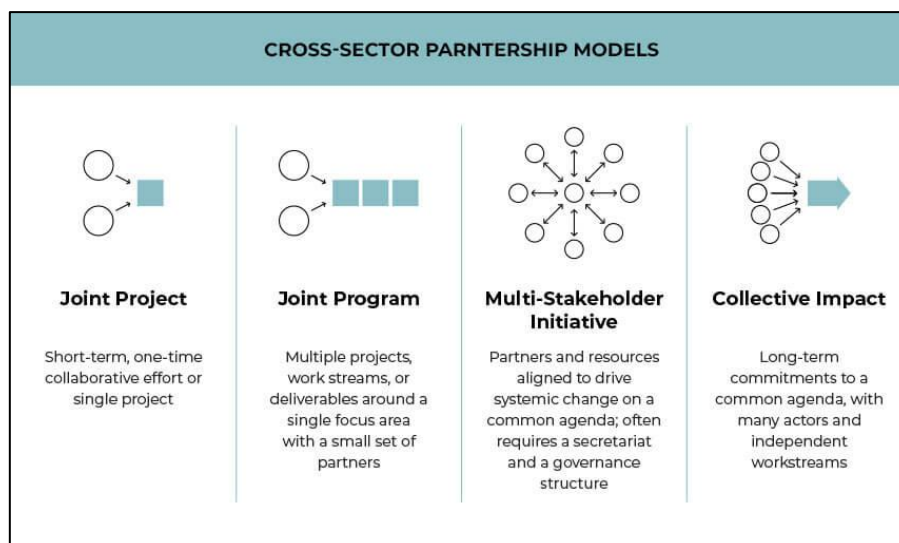 CROSS-SECTOR PARNTERSHIP MODELS
Joint Project
Short-term, one-time
collaborative effort or
single project
Joint Program
Multiple projects,
work streams, or
deliverables around a
single focus area
with a small set of
partners
Multi-Stakeholder
Initiative
Partners and resources
aligned to drive
systemic change on a
common agenda; often
requires a secretariat
and a governance
structure
Collective Impact
Long-term
commitments to a
common agenda, with
many actors and
independent
workstreams